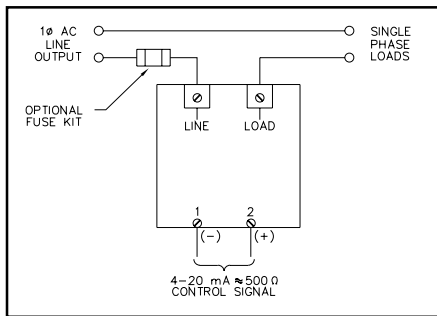 1ø AC
LINE
OUTPUT
SINGLE
PHASE
LOADS
OPTIONAL
FUSE KIT
LINE
LOAD
1
2
(-)
(+)
4-20 mA ≈500Ω
CONTROL SIGNAL